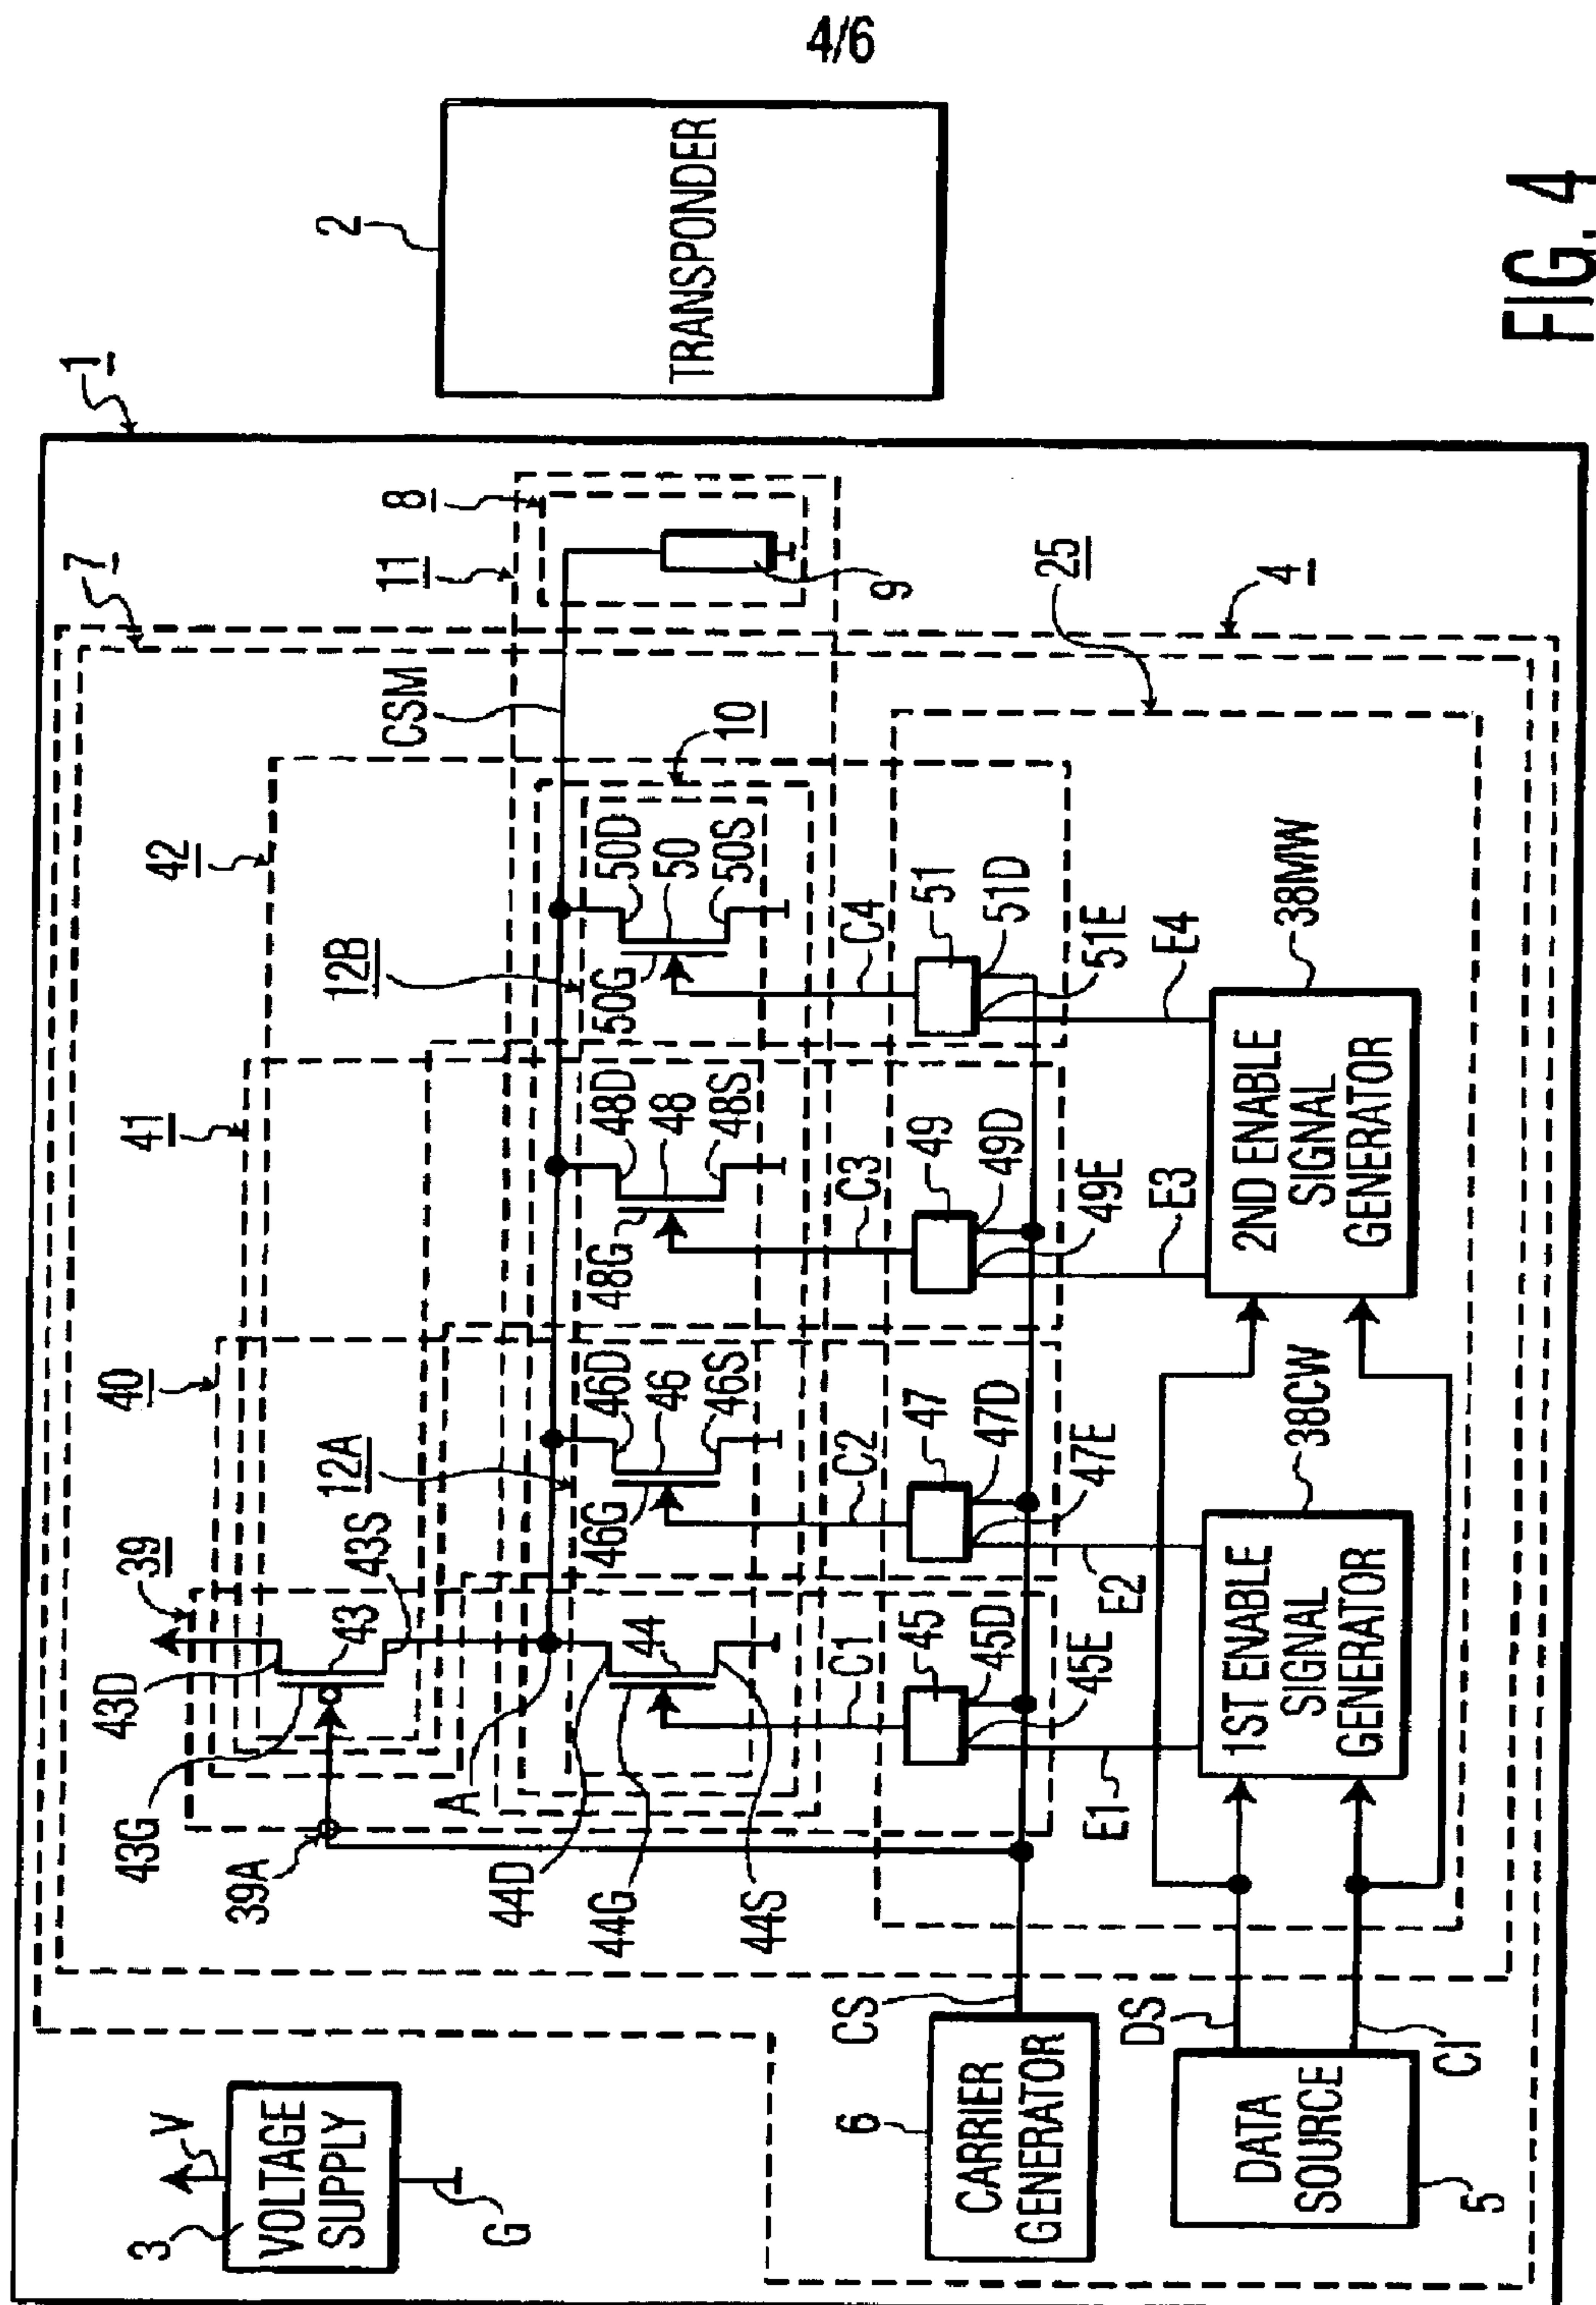 4/6
1
2
TRANSPONDER
FIG. 4
3
VOLTAGE
SUPPLY
V
G
7
11
8
9
25
4
CSM
10
42
41
40
39
12B
12A
43D
43
43S
43G
39A
A
44D
44
44G
44S
46D
46
46G
46S
48D
48
48G
48S
50D
50
50G
50S
C1
C2
C3
C4
45
45D
45E
47
47D
47E
49
49D
49E
51
51D
51E
E1
E2
E3
E4
6
CARRIER
GENERATOR
CS
DATA
SOURCE
5
DS
CI
1ST ENABLE
SIGNAL
GENERATOR
38CW
2ND ENABLE
SIGNAL
GENERATOR
38MW